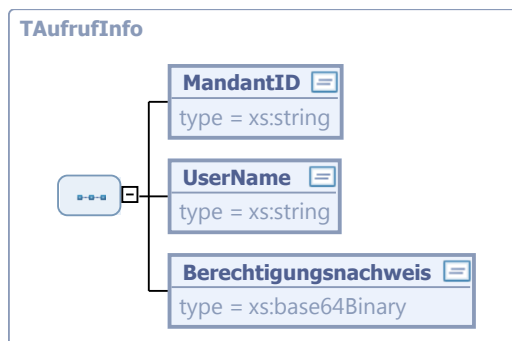 TAufrufInfo
MandantID
type = xs:string
UserName
type = xs:string
Berechtigungsnachweis
type = xs:base64Binary